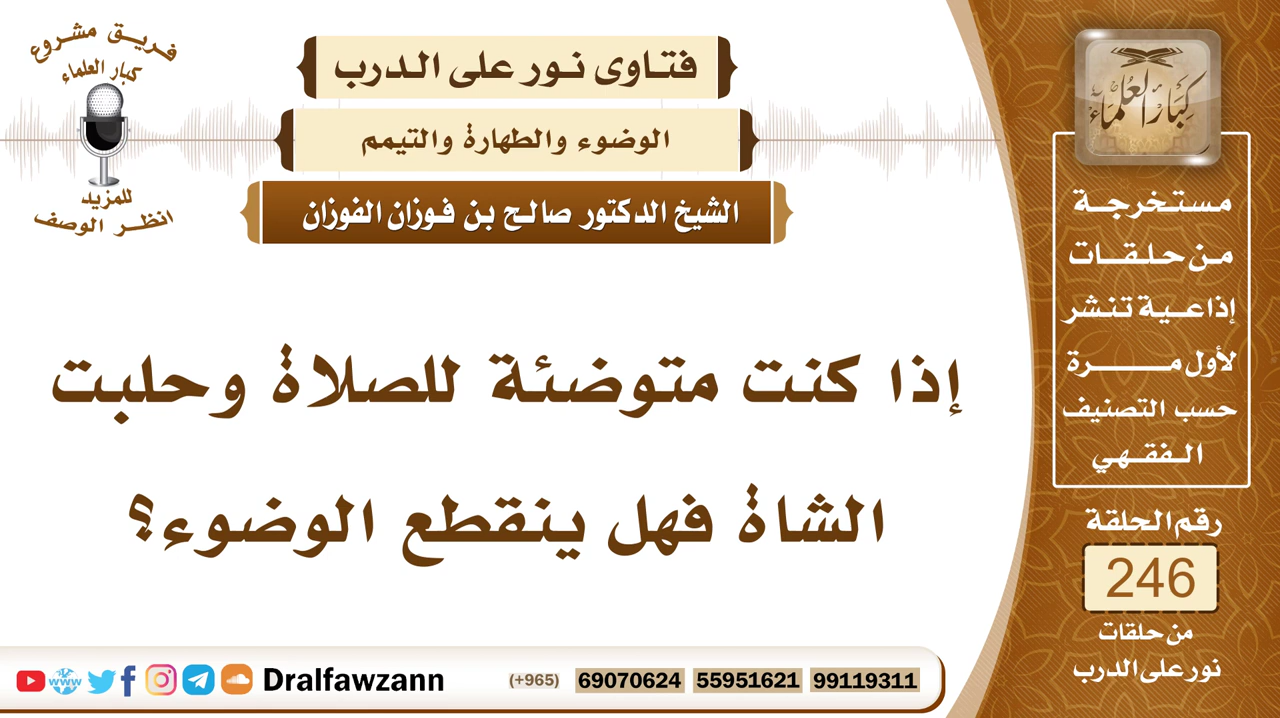 فريق مشروع
كبار العلماء
للمزيد
انظر الوصف
فتاوى نور على الدرب
الوضوء والطهارة والتيمم
الشيخ الدكتور صالح بن فوزان الفوزان
إذا كنت متوضئة للصلاة وحلبت
الشاة فهل ينقطع الوضوء؟
كبار العلماء
مستخرجة
من حلقات
إذاعية تنشر
لأول مرة
حسب التصنيف
الفقهي
رقم الحلقة
246
من حلقات
نور على الدرب
www Dralfawzann (+965) 69070624 55951621 99119311